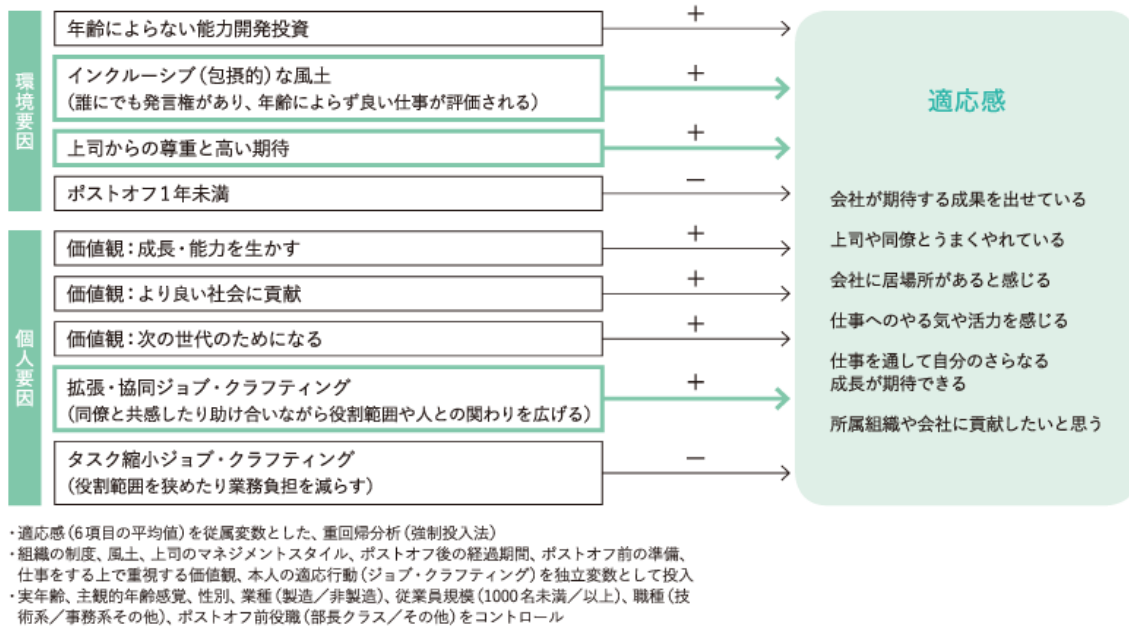 環境要因
年齢によらない能力開発投資
+
インクルーシブ(包摂的)な風土
(誰にでも発言権があり、年齢によらず良い仕事が評価される)
+
上司からの尊重と高い期待
+
ポストオフ1年未満
−
個人要因
価値観:成長・能力を生かす
+
価値観:より良い社会に貢献
+
価値観:次の世代のためになる
+
拡張・協同ジョブ・クラフティング
(同僚と共感したり助け合いながら役割範囲や人との関わりを広げる)
+
タスク縮小ジョブ・クラフティング
(役割範囲を狭めたり業務負担を減らす)
−
適応感
会社が期待する成果を出せている
上司や同僚とうまくやれている
会社に居場所があると感じる
仕事へのやる気や活力を感じる
仕事を通して自分のさらなる
成長が期待できる
所属組織や会社に貢献したいと思う
・適応感(6項目の平均値)を従属変数とした、重回帰分析(強制投入法)
・組織の制度、風土、上司のマネジメントスタイル、ポストオフ後の経過期間、ポストオフ前の準備、
仕事をする上で重視する価値観、本人の適応行動(ジョブ・クラフティング)を独立変数として投入
・実年齢、主観的年齢感覚、性別、業種(製造/非製造)、従業員規模(1000名未満/以上)、職種(技
術系/事務系その他)、ポストオフ前役職(部長クラス/その他)をコントロール